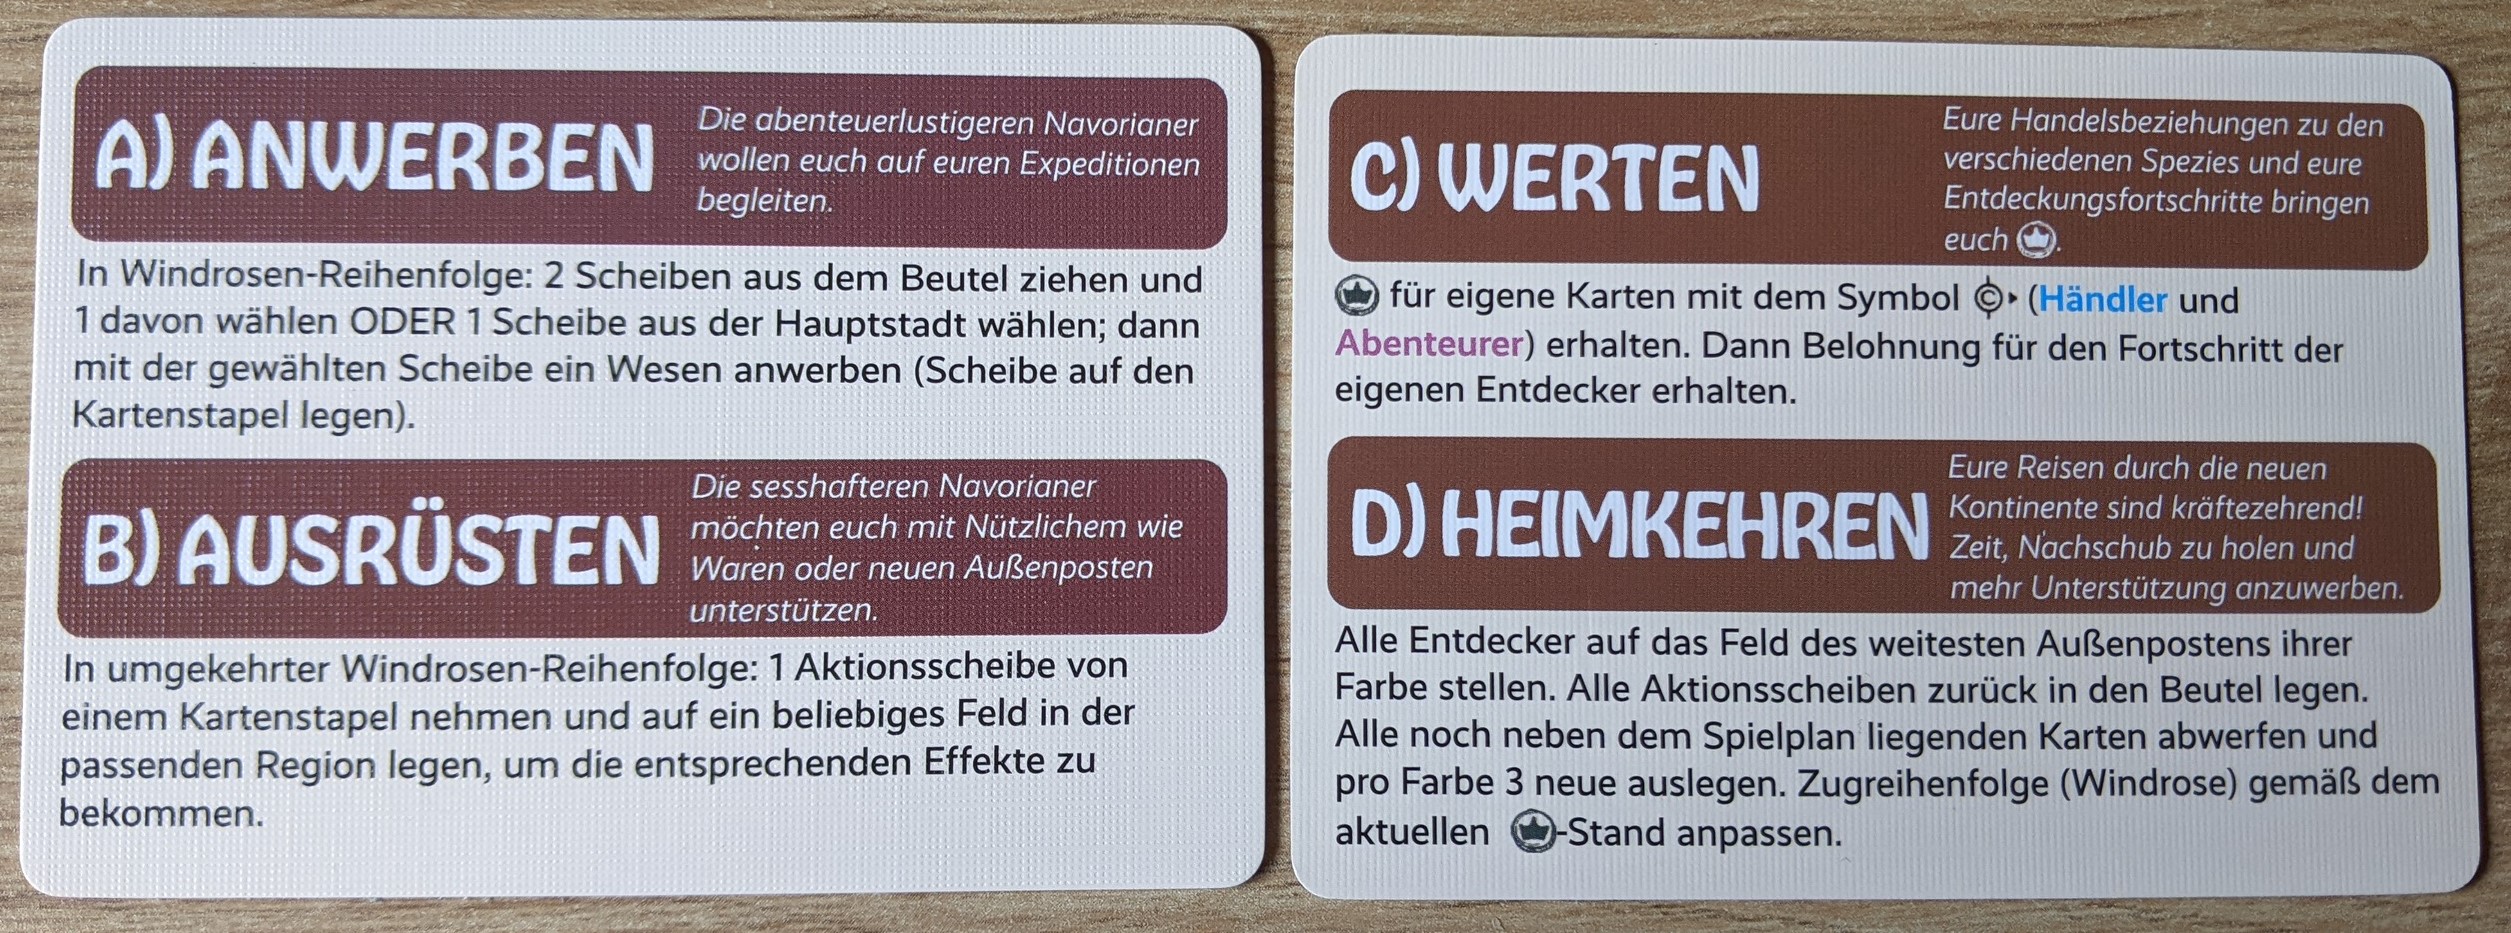 A) ANWERBEN
Die abenteuerlustigeren Navorianer
wollen euch auf euren Expeditionen
begleiten.
In Windrosen-Reihenfolge: 2 Scheiben aus dem Beutel ziehen und
1 davon wählen ODER 1 Scheibe aus der Hauptstadt wählen; dann
mit der gewählten Scheibe ein Wesen anwerben (Scheibe auf den
Kartenstapel legen).
B) AUSRÜSTEN
Die sesshafteren Navorianer
möchten euch mit Nützlichem wie
Waren oder neuen Außenposten
unterstützen.
In umgekehrter Windrosen-Reihenfolge: 1 Aktionsscheibe von
einem Kartenstapel nehmen und auf ein beliebiges Feld in der
passenden Region legen, um die entsprechenden Effekte zu
bekommen.
C) WERTEN
Eure Handelsbeziehungen zu den
verschiedenen Spezies und eure
Entdeckungsfortschritte bringen
euch .
für eigene Karten mit dem Symbol (Händler und
Abenteurer) erhalten. Dann Belohnung für den Fortschritt der
eigenen Entdecker erhalten.
D) HEIMKEHREN
Eure Reisen durch die neuen
Kontinente sind kräftezehrend!
Zeit, Nachschub zu holen und
mehr Unterstützung anzuwerben.
Alle Entdecker auf das Feld des weitesten Außenpostens ihrer
Farbe stellen. Alle Aktionsscheiben zurück in den Beutel legen.
Alle noch neben dem Spielplan liegenden Karten abwerfen und
pro Farbe 3 neue auslegen. Zugreihenfolge (Windrose) gemäß dem
aktuellen -Stand anpassen.